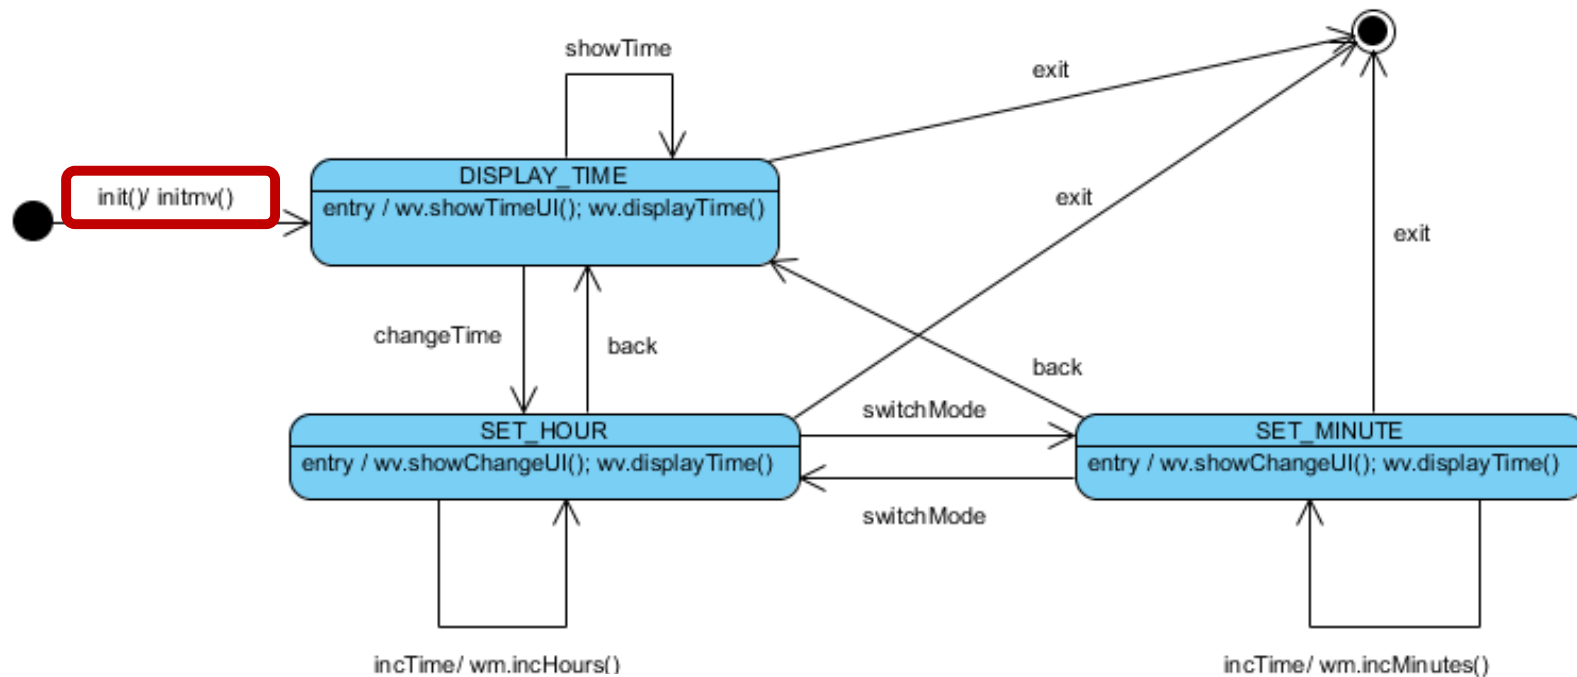 showTime
exit
init()/ initmv()
DISPLAY_TIME
entry / wv.showTimeUI(); wv.displayTime()
exit
exit
changeTime
back
back
switchMode
SET_HOUR
entry / wv.showChangeUI(); wv.displayTime()
SET_MINUTE
entry / wv.showChangeUI(); wv.displayTime()
switchMode
incTime/ wm.incHours()
incTime/ wm.incMinutes()